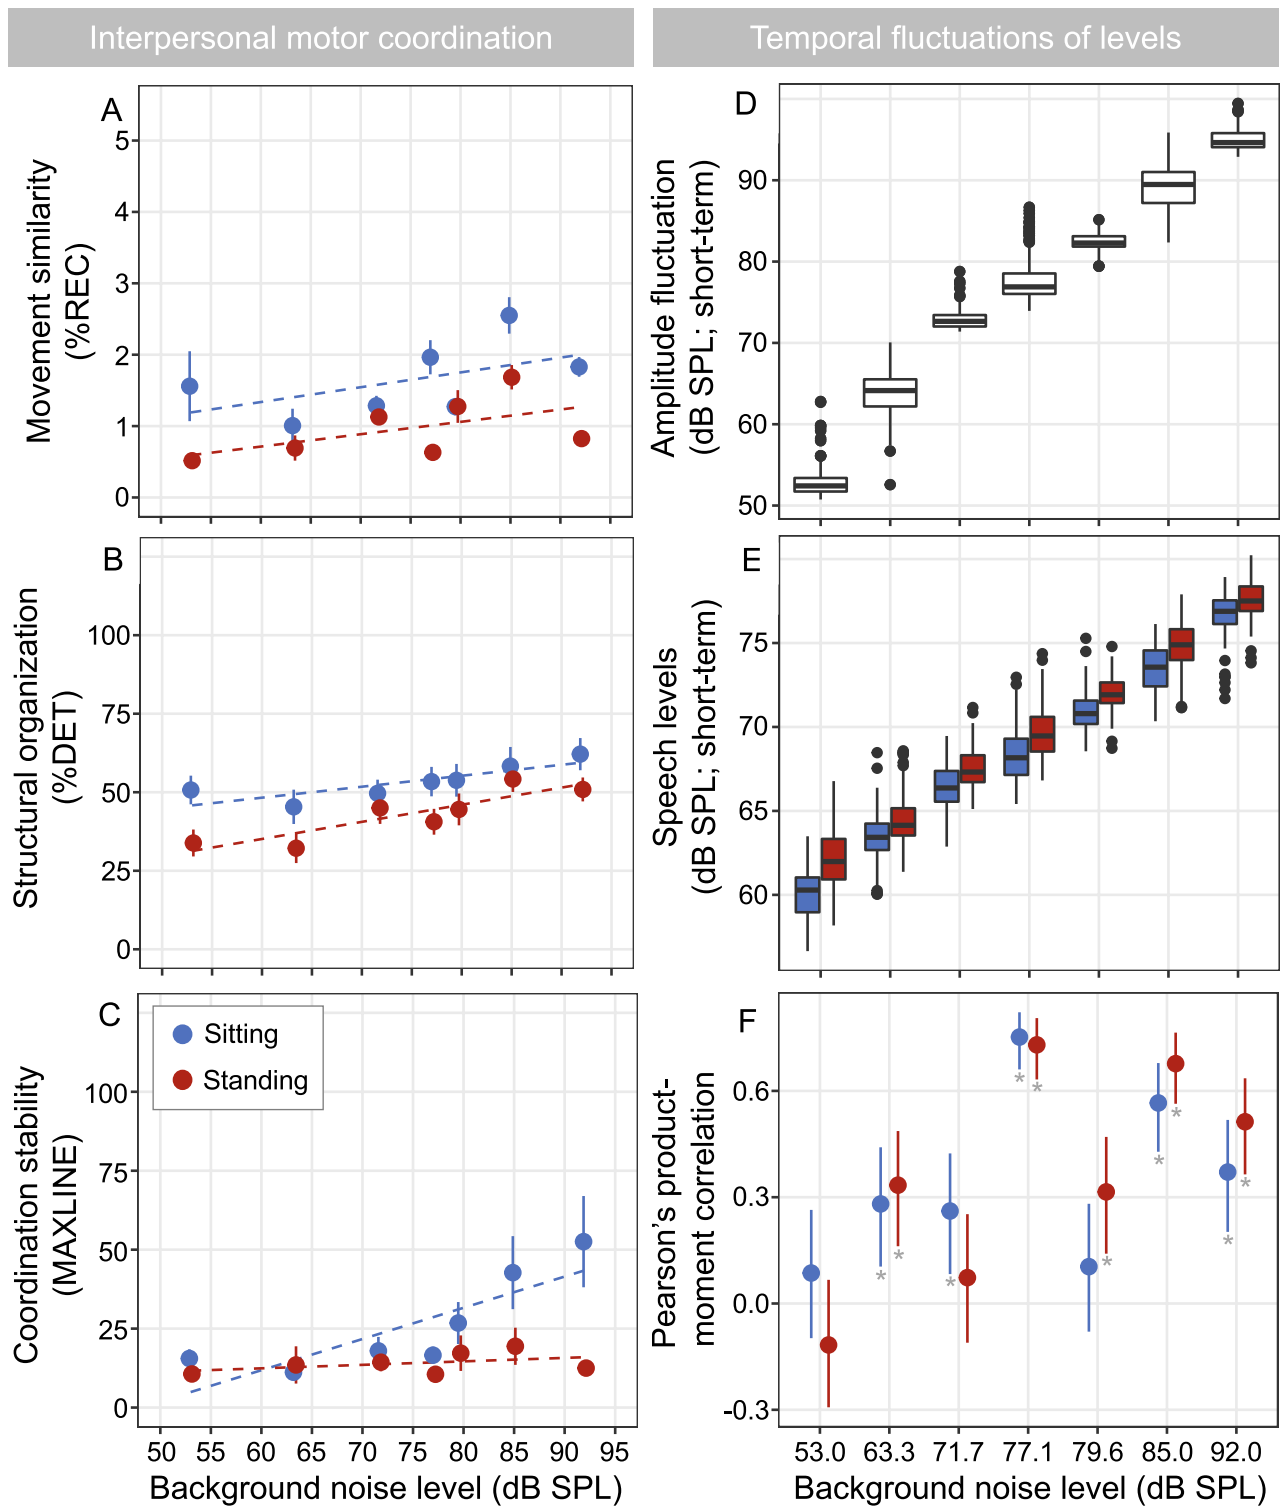 Interpersonal motor coordination
Temporal fluctuations of levels
A
Movement similarity
(%REC)
5
4
3
2
1
0
B
Structural organization
(%DET)
100
75
50
25
0
C
Sitting
Standing
Coordination stability
(MAXLINE)
100
75
50
25
0
50 55 60 65 70 75 80 85 90 95
Background noise level (dB SPL)
D
Amplitude fluctuation
(dB SPL; short-term)
90
80
70
60
50
E
Speech levels
(dB SPL; short-term)
75
70
65
60
F
Pearson's product-
moment correlation
0.6
0.3
0.0
-0.3
* * * * * * * * * * *
53.0 63.3 71.7 77.1 79.6 85.0 92.0
Background noise level (dB SPL)